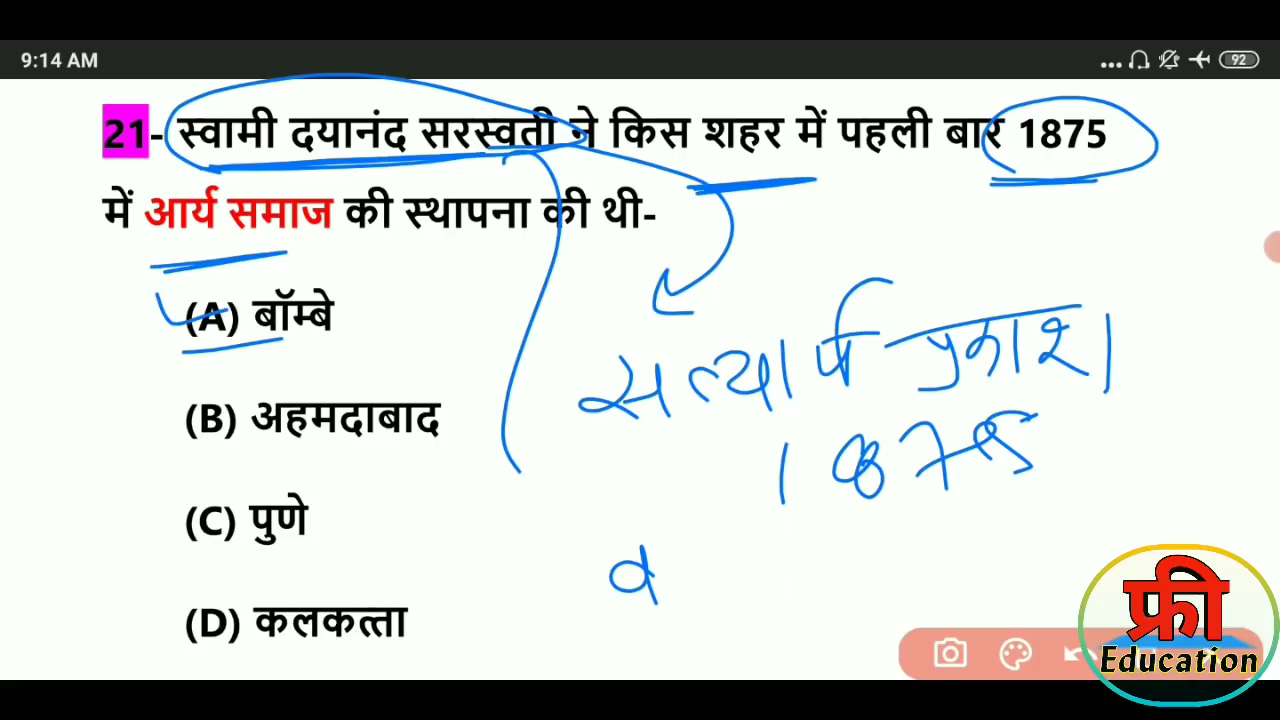 9:14 AM
92
21- स्वामी दयानंद सरस्वती ने किस शहर में पहली बार 1875
में आर्य समाज की स्थापना की थी-
(A) बॉम्बे
सत्यार्थ प्रकाश।
(B) अहमदाबाद
1875
(C) पुणे
व
(D) कलकत्ता
फ्री
Education